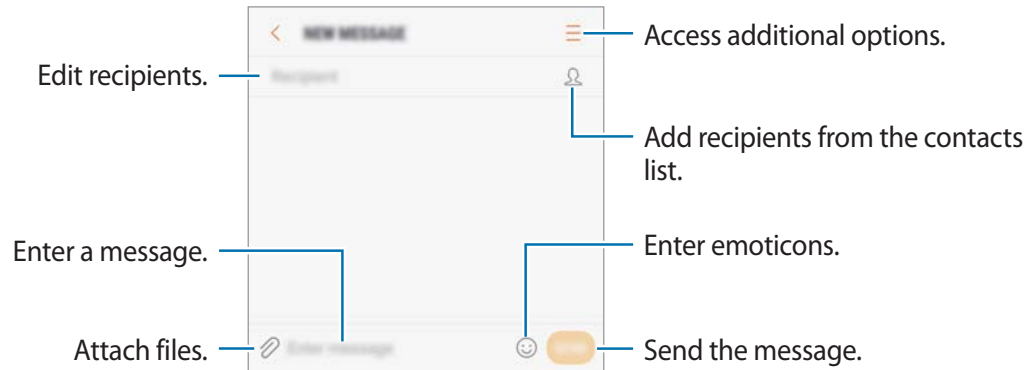 NEW MESSAGE
Access additional options.
Edit recipients.
Recipient
Add recipients from the contacts
list.
Enter a message.
Enter emoticons.
Attach files.
Enter message
Send the message.